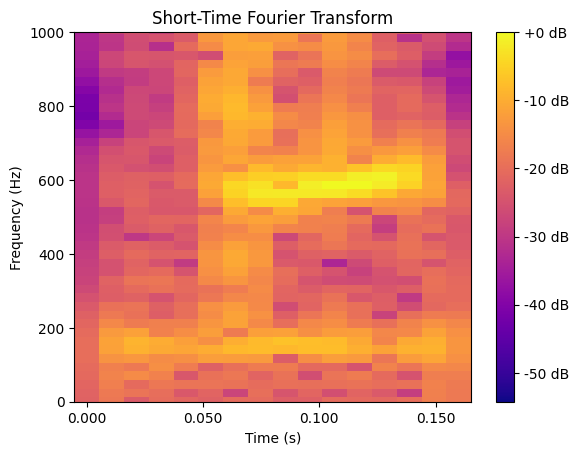 Short-Time Fourier Transform
1000
800
600
400
200
0
Frequency (Hz)
0.000
0.050
0.100
0.150
Time (s)
+0 dB
-10 dB
-20 dB
-30 dB
-40 dB
-50 dB